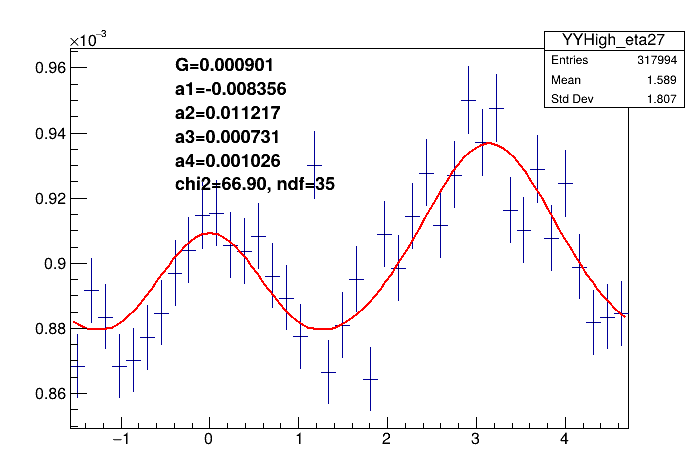 ×10⁻³
YYHigh_eta27
Entries 317994
Mean 1.589
Std Dev 1.807
G=0.000901
a1=-0.008356
a2=0.011217
a3=0.000731
a4=0.001026
chi2=66.90, ndf=35
0.96
0.94
0.92
0.9
0.88
0.86
−1 0 1 2 3 4